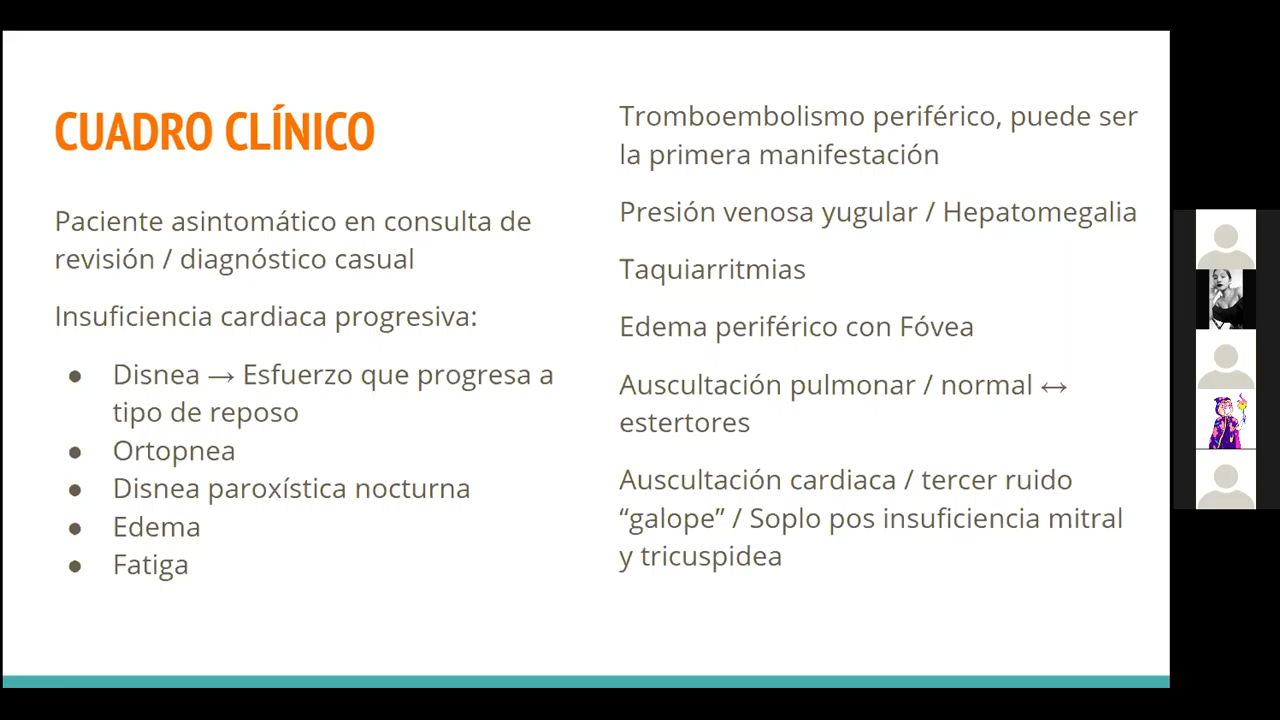 CUADRO CLÍNICO
Paciente asintomático en consulta de
revisión / diagnóstico casual
Insuficiencia cardiaca progresiva:
● Disnea → Esfuerzo que progresa a
tipo de reposo
● Ortopnea
● Disnea paroxística nocturna
● Edema
● Fatiga
Tromboembolismo periférico, puede ser
la primera manifestación
Presión venosa yugular / Hepatomegalia
Taquiarritmias
Edema periférico con Fóvea
Auscultación pulmonar / normal ↔
estertores
Auscultación cardiaca / tercer ruido
“galope” / Soplo pos insuficiencia mitral
y tricuspidea